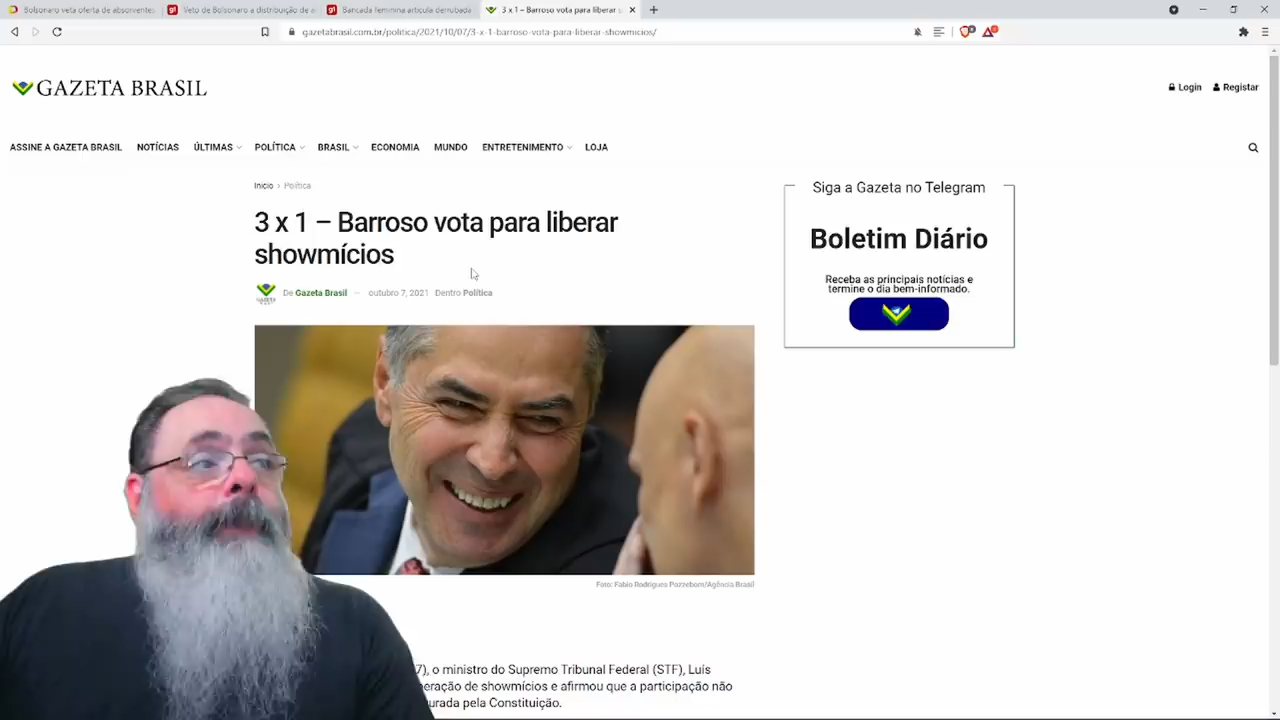 Bolsonaro veta oferta de absorventes
Veto de Bolsonaro a distribuição de a
Bancada feminina articula derrubada
3 x 1 – Barroso vota para liberar s
gazetabrasil.com.br/politica/2021/10/07/3-x-1-barroso-vota-para-liberar-showmicios/
GAZETA BRASIL
Login
Registar
ASSINE A GAZETA BRASIL NOTÍCIAS ÚLTIMAS POLÍTICA BRASIL ECONOMIA MUNDO ENTRETENIMENTO LOJA
Início > Política
3 x 1 – Barroso vota para liberar
showmícios
De Gazeta Brasil — outubro 7, 2021 Dentro Política
Siga a Gazeta no Telegram
Boletim Diário
Receba as principais notícias e
termine o dia bem-informado.
Foto: Fabio Rodrigues Pozzebom/Agência Brasil
7), o ministro do Supremo Tribunal Federal (STF), Luís
eração de showmícios e afirmou que a participação não
urada pela Constituição.